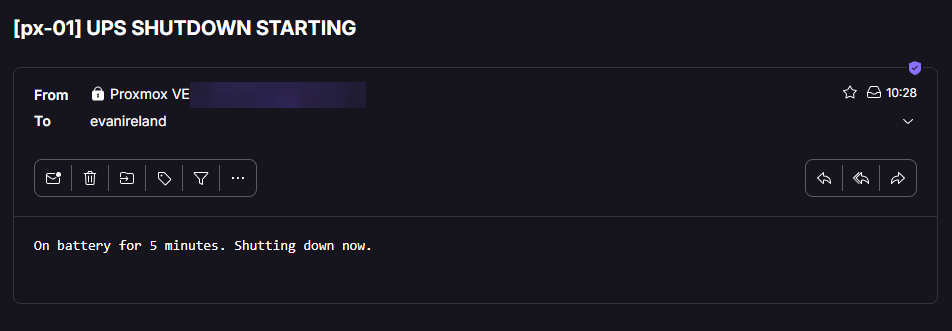 [px-01] UPS SHUTDOWN STARTING
From Proxmox VE 10:28
To evanireland
On battery for 5 minutes. Shutting down now.